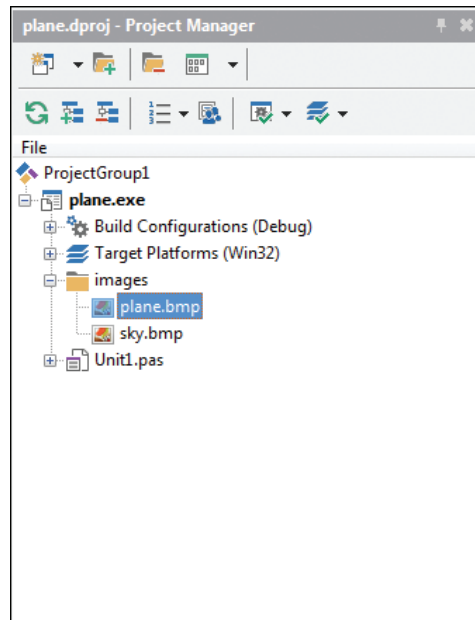 plane.dproj - Project Manager
File
ProjectGroup1
plane.exe
Build Configurations (Debug)
Target Platforms (Win32)
images
plane.bmp
sky.bmp
Unit1.pas